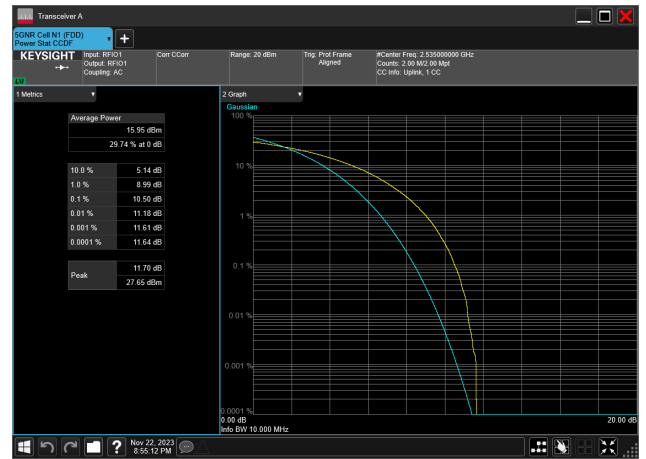 Transceiver A
5GNR Cell N1 (FDD)
Power Stat CCDF
KEYSIGHT
Input: RFIO1
Output: RFIO1
Coupling: AC
Corr CCorr
Range: 20 dBm
Trig: Prot Frame
Aligned
#Center Freq: 2.535000000 GHz
Counts: 2.00 M/2.00 Mpt
CC Info: Uplink, 1 CC
1 Metrics
Average Power
15.95 dBm
29.74 % at 0 dB
10.0 % 5.14 dB
1.0 % 8.99 dB
0.1 % 10.50 dB
0.01 % 11.18 dB
0.001 % 11.61 dB
0.0001 % 11.64 dB
Peak
11.70 dB
27.65 dBm
2 Graph
Gaussian
100 %
10 %
1 %
0.1 %
0.01 %
0.001 %
0.0001 %
0.00 dB
20.00 dB
Info BW 10.000 MHz
Nov 22, 2023
8:55:12 PM